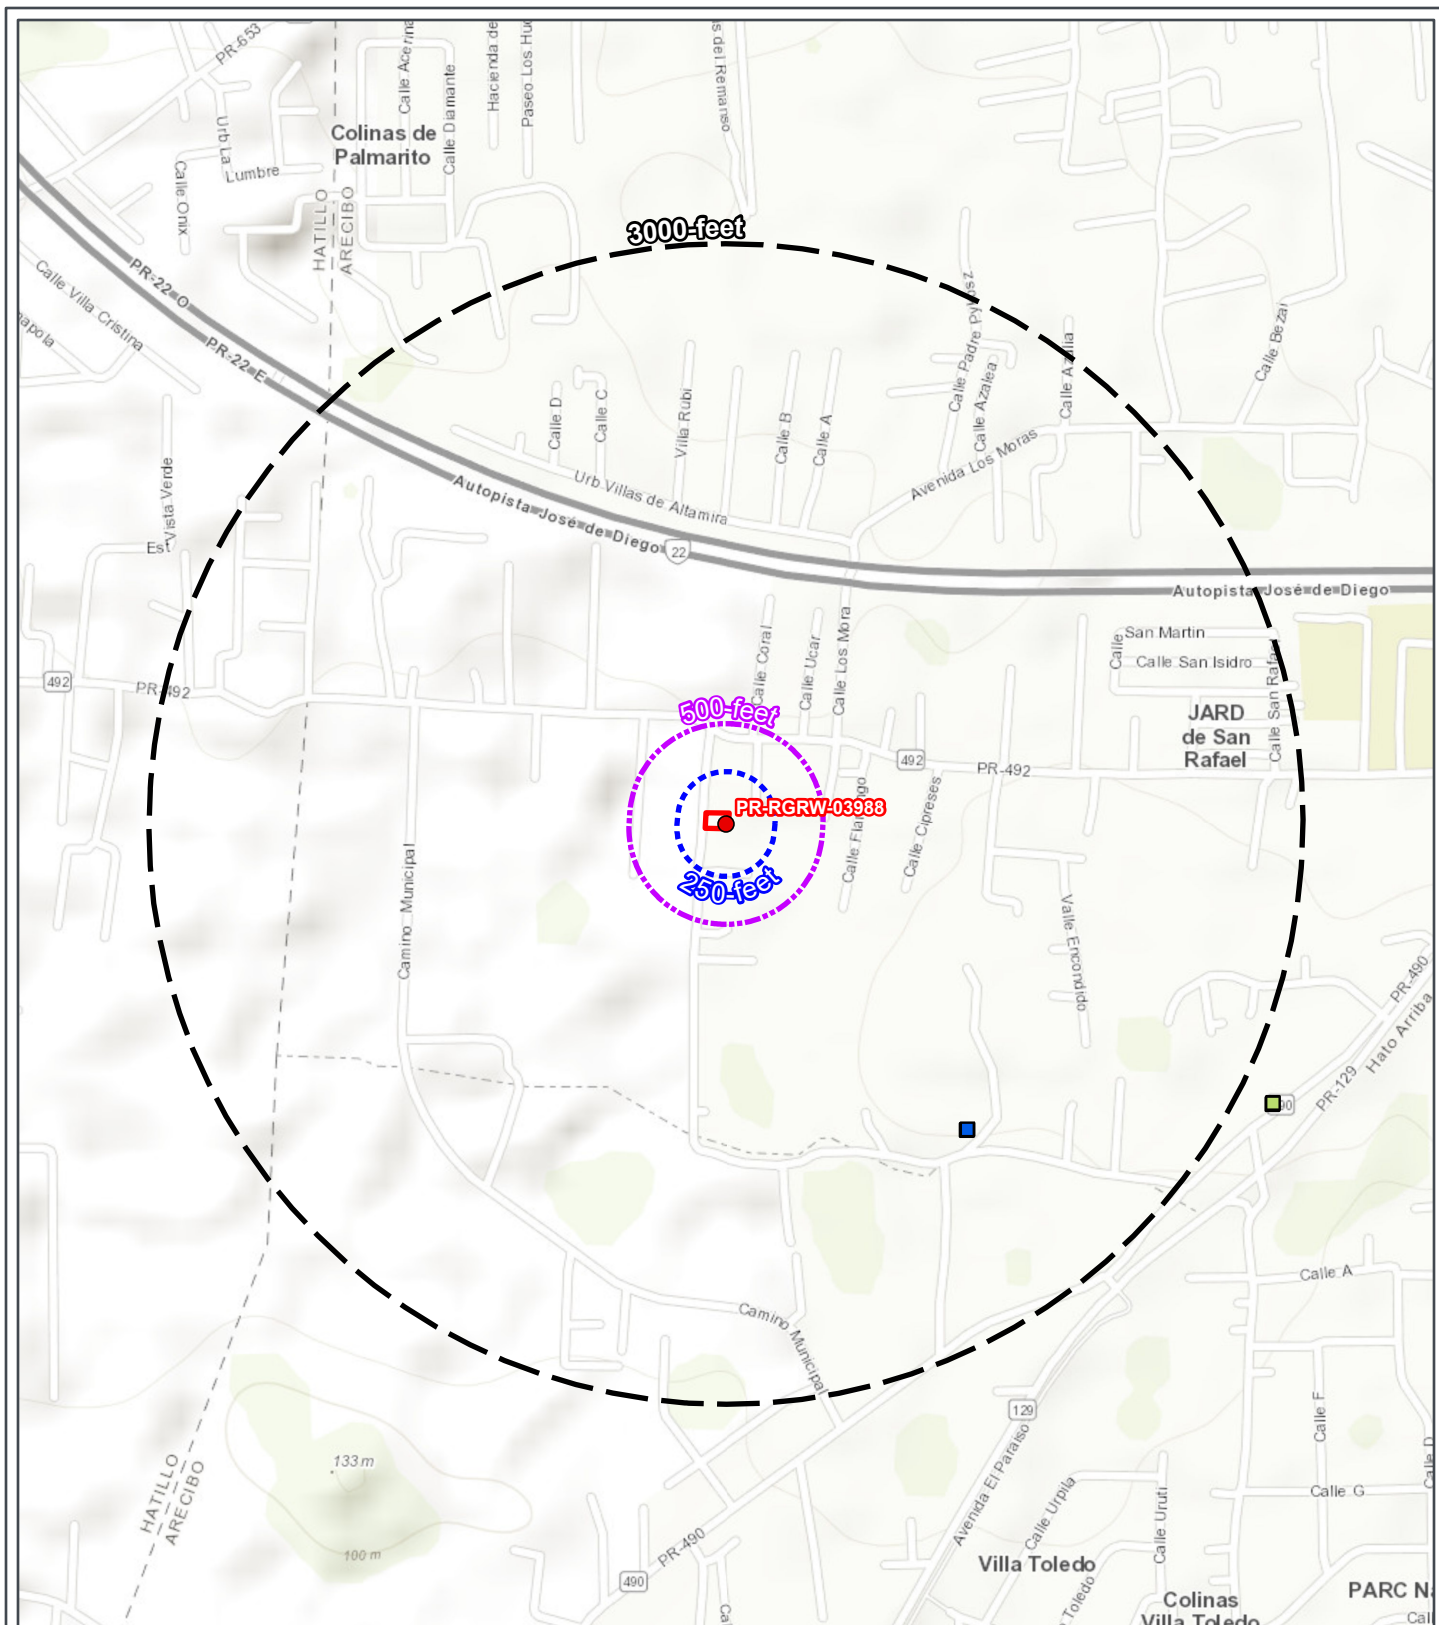 PR-653
Calle Acerina
Hacienda de
Paseo Los Hu
s del Remanso
Calle Diamante
Colinas de
Palmarito
Urb La
Lumbre
Calle Onix
HATILLO
ARECIBO
3000-feet
PR-22 O
PR-22 E
Calle Villa Cristina
apola
Calle Padre Pyñosz
Calle Azalea
Calle Azalia
Calle Bezai
Calle D
Calle C
Villa Rubi
Calle B
Calle A
Avenida Los Moras
Urb Villas de Altamira
Autopista José de Diego
22
Est Vista Verde
Autopista José de Diego
Calle Coral
Calle Ucar
Calle Los Mora
Calle San Martin
Calle San Isidro
Calle San Rafael
492
PR-492
500-feet
JARD
de San
Rafael
492
PR-492
PR-RGRW-03988
250-feet
Calle Cipreses
Camino Municipal
Valle Encondido
PR-490
Hato Arriba
PR-129
90
Calle A
Camino Municipal
129
Calle F
Calle D
133 m
HATILLO
ARECIBO
Avenida El Paraiso
Calle Urpila
Calle Uruti
Calle G
100 m
PR-490
490
Villa Toledo
Toledo
Colinas
Villa Toledo
PARC N
Call
Cal